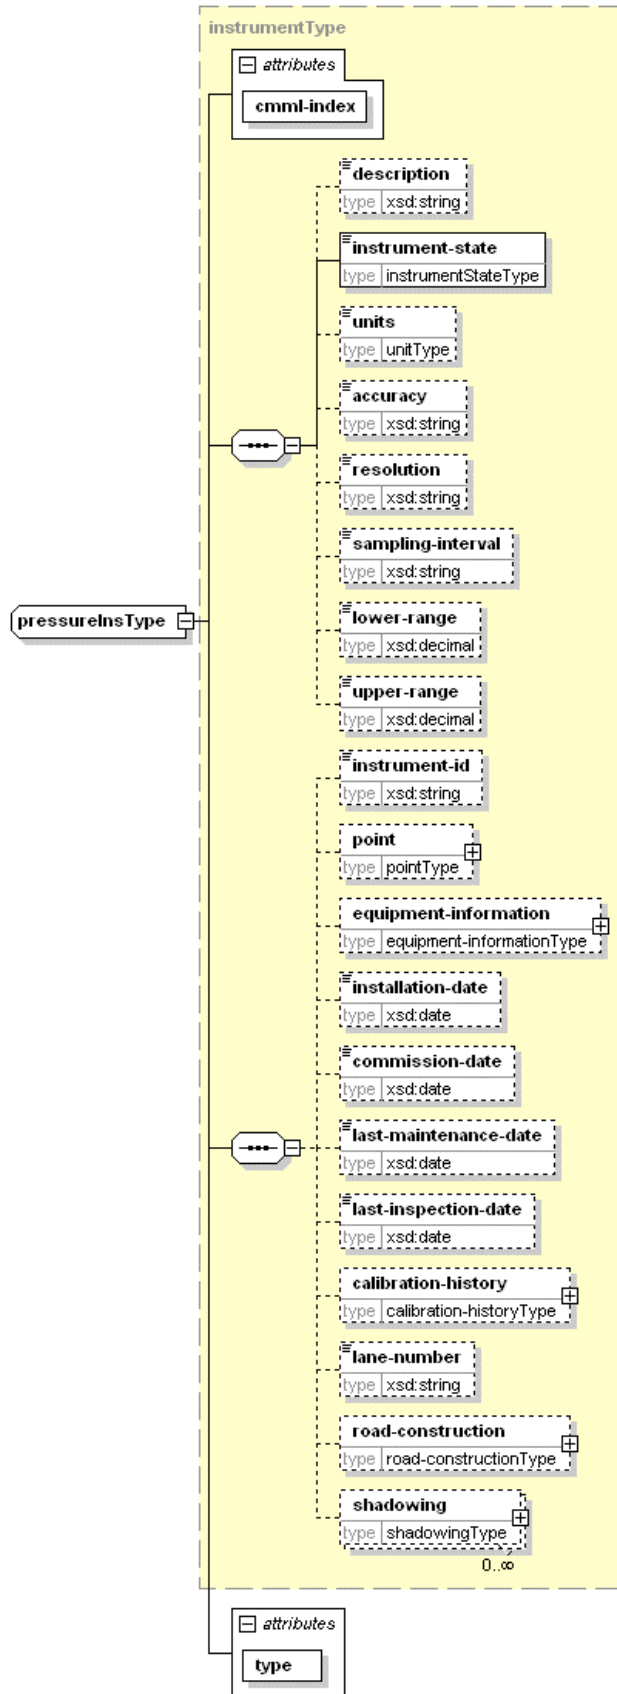 instrumentType
attributes
cmml-index
description
type xsd:string
instrument-state
type instrumentStateType
units
type unitType
accuracy
type xsd:string
resolution
type xsd:string
sampling-interval
type xsd:string
lower-range
type xsd:decimal
pressureInsType
upper-range
type xsd:decimal
instrument-id
type xsd:string
point
type pointType
equipment-information
type equipment-informationType
installation-date
type xsd:date
commission-date
type xsd:date
last-maintenance-date
type xsd:date
last-inspection-date
type xsd:date
calibration-history
type calibration-historyType
lane-number
type xsd:string
road-construction
type road-constructionType
shadowing
type shadowingType
0..∞
attributes
type